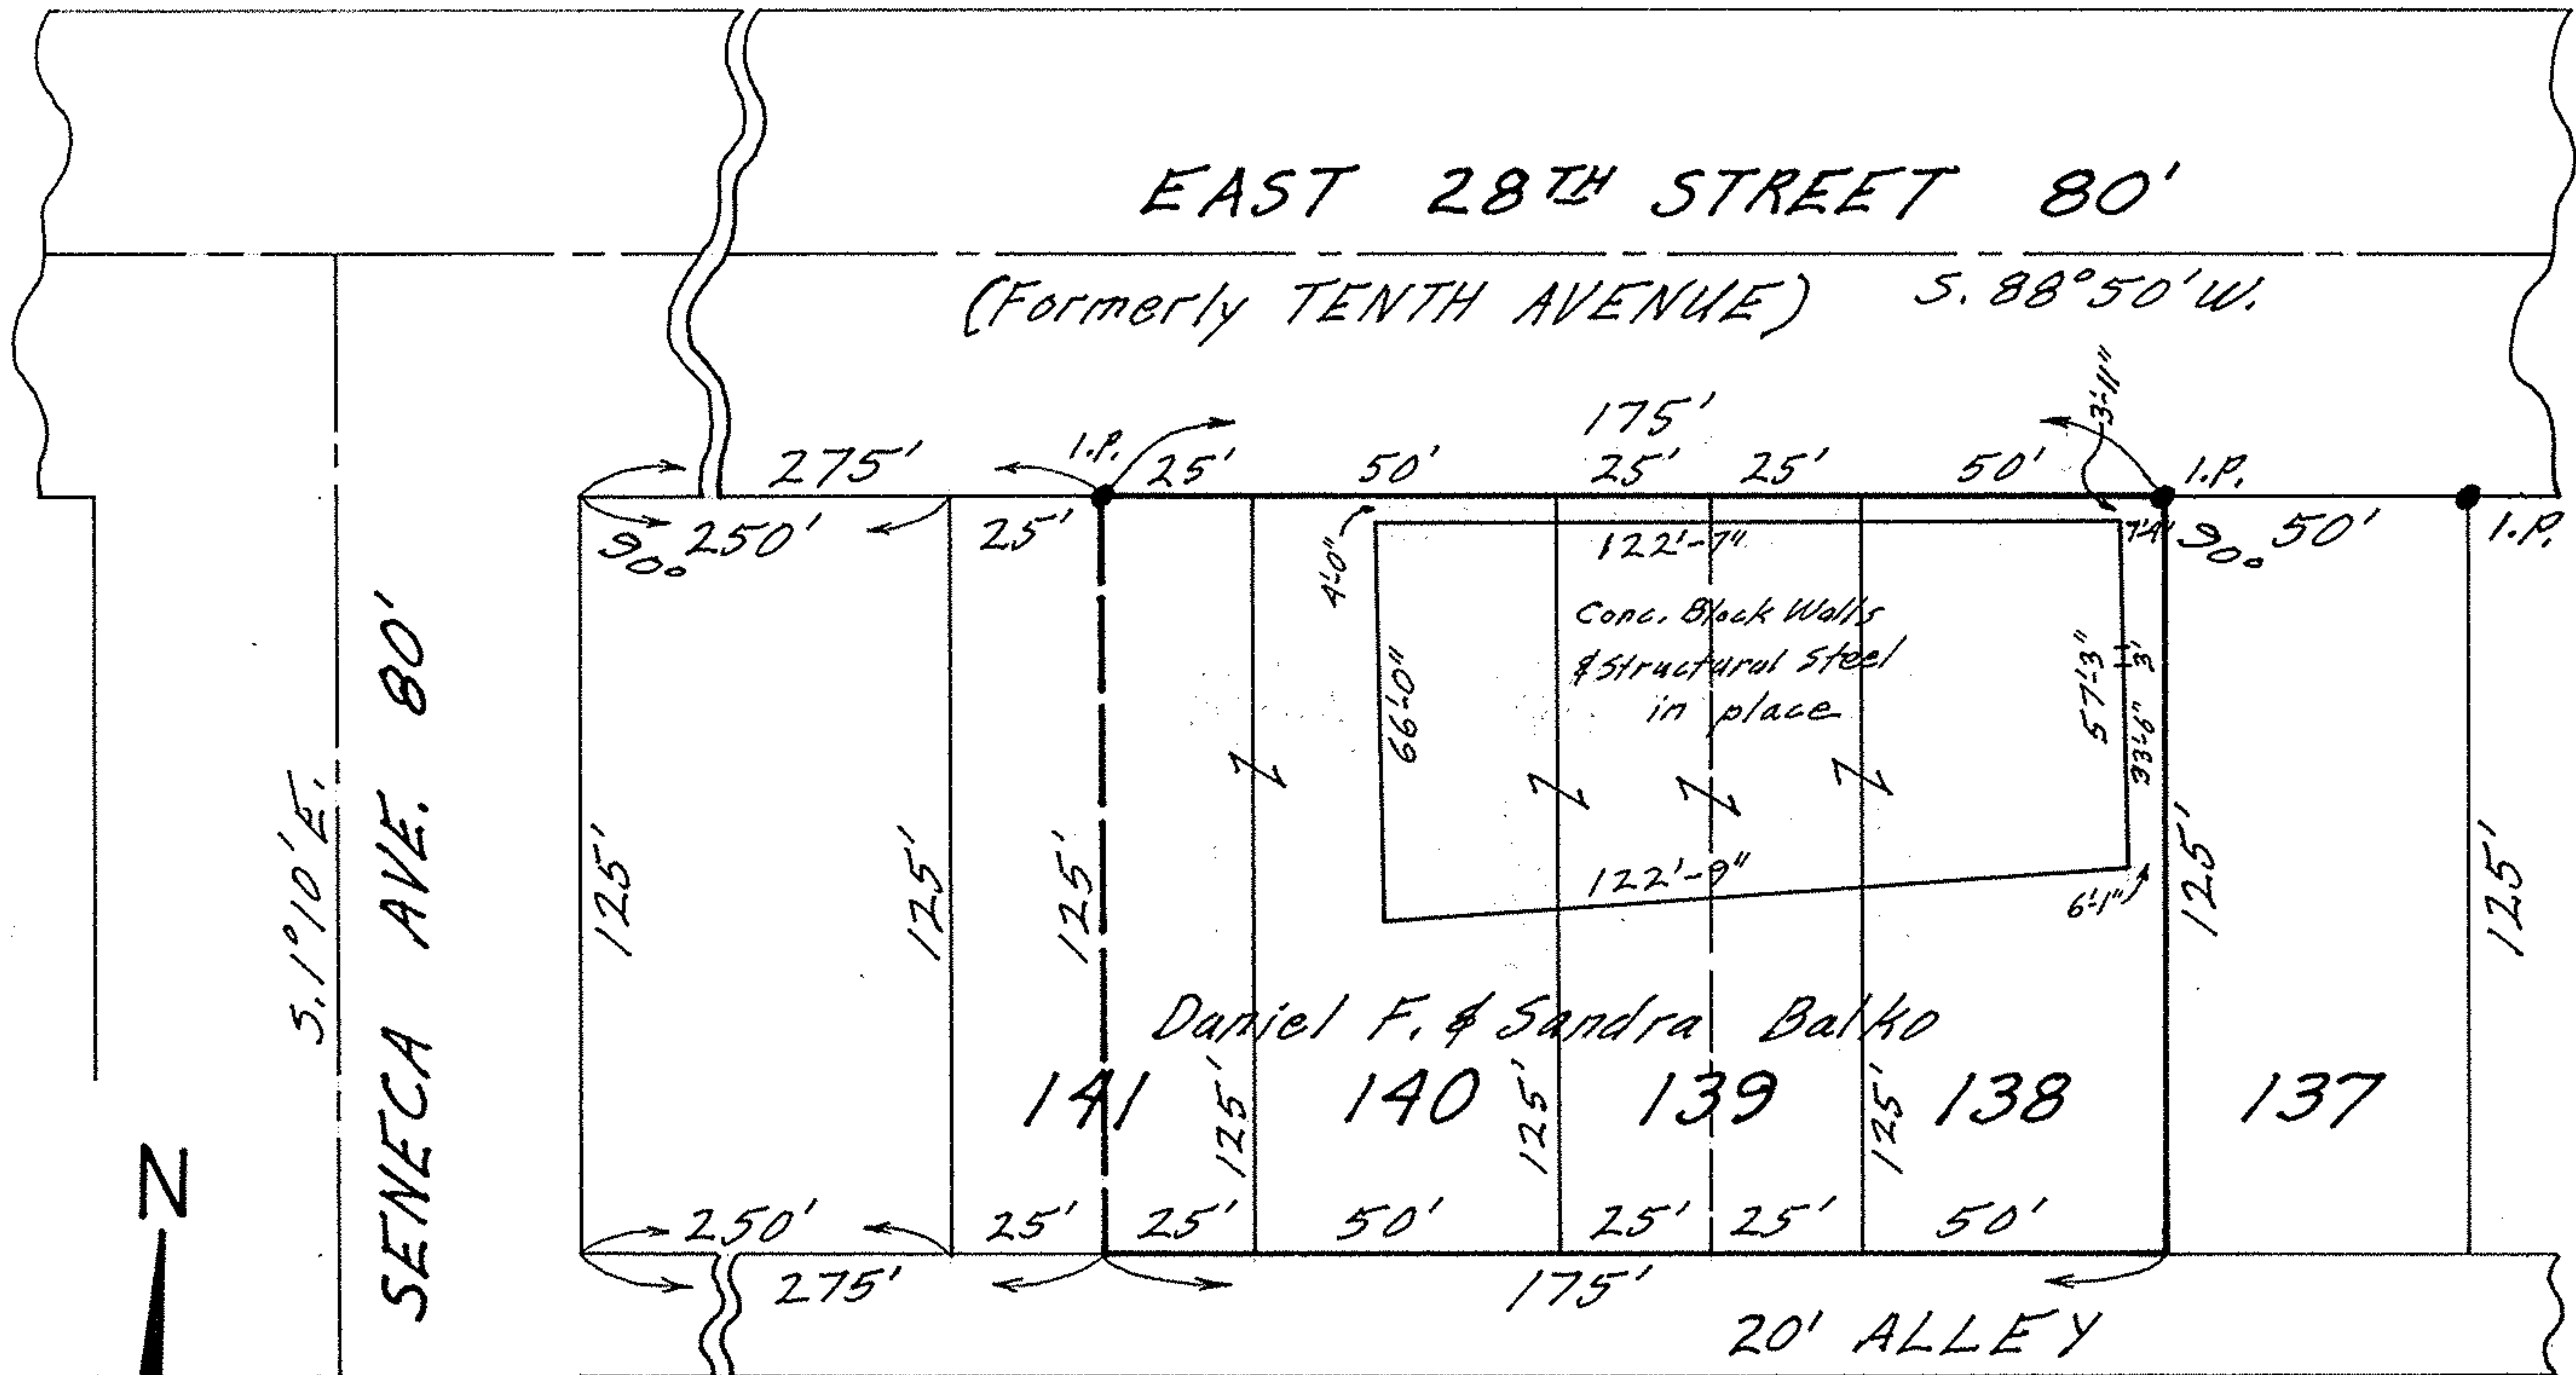 EAST 28TH STREET 80'
(Formerly TENTH AVENUE) S. 88°50'W.
175'
3'-11"
275' I.P. 25' 50' 25' 25' 50' I.P.
90° 250' 25' 4'-0" 122'-7" 7'-4" 90° 50' I.P.
Conc. Block Walls
& Structural Steel
in place
66'-0" 57'-3" 3'
33'-6"
S. 1°10'E.
SENECA AVE. 80'
125' 125' 125' 122'-9" 6'-1" 125' 125'
Daniel F. & Sandra Balko
141 140 139 138 137
125' 125' 125'
N
250' 25' 25' 50' 25' 25' 50'
275' 175'
20' ALLEY